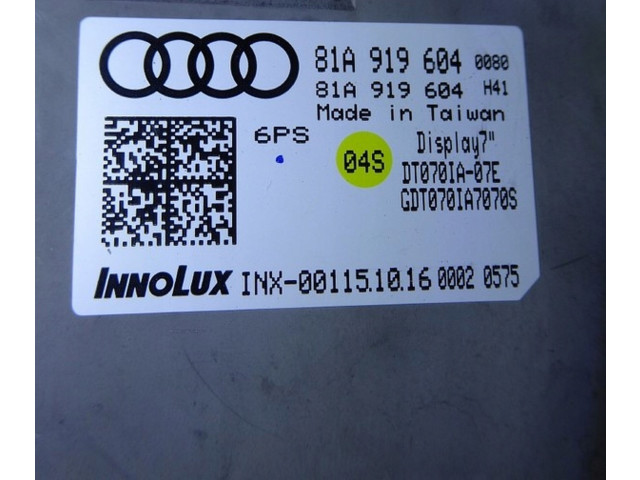 81A 919 604 0080
81A 919 604 H41
Made in Taiwan
6PS
04S
Display7"
DT070IA-07E
GDT070IA7070S
INNOLUX INX-00115.10.16 0002 0575